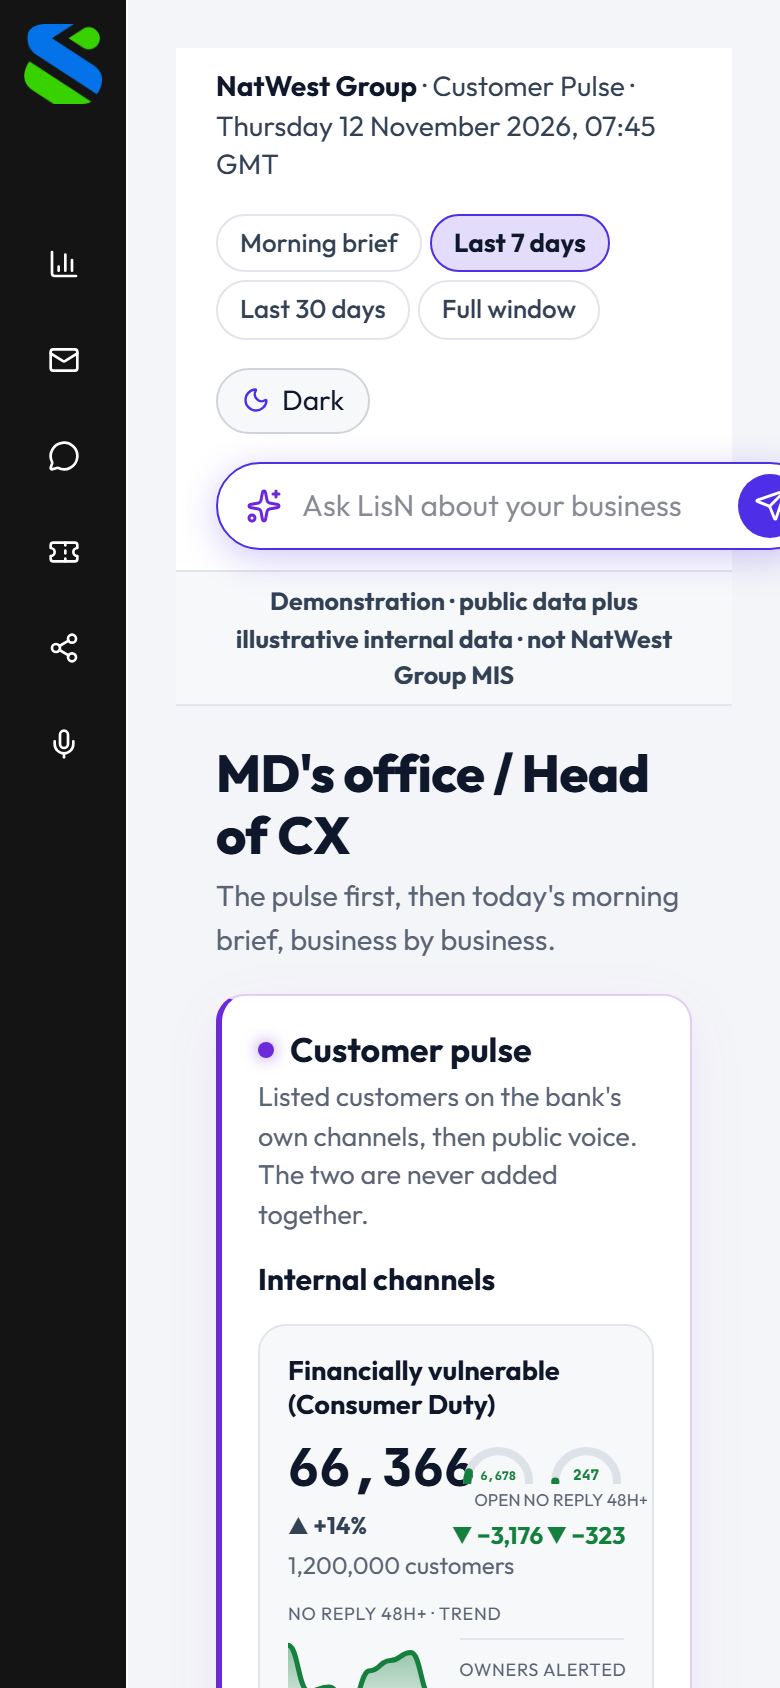 NatWest Group · Customer Pulse ·
Thursday 12 November 2026, 07:45
GMT
Morning brief
Last 7 days
Last 30 days
Full window
Dark
Ask LisN about your business
Demonstration · public data plus
illustrative internal data · not NatWest
Group MIS
MD's office / Head
of CX
The pulse first, then today's morning
brief, business by business.
Customer pulse
Listed customers on the bank's
own channels, then public voice.
The two are never added
together.
Internal channels
Financially vulnerable
(Consumer Duty)
66,366
6,678
247
OPEN
NO REPLY 48H+
▲ +14%
▼ −3,176
▼ −323
1,200,000 customers
NO REPLY 48H+ · TREND
OWNERS ALERTED